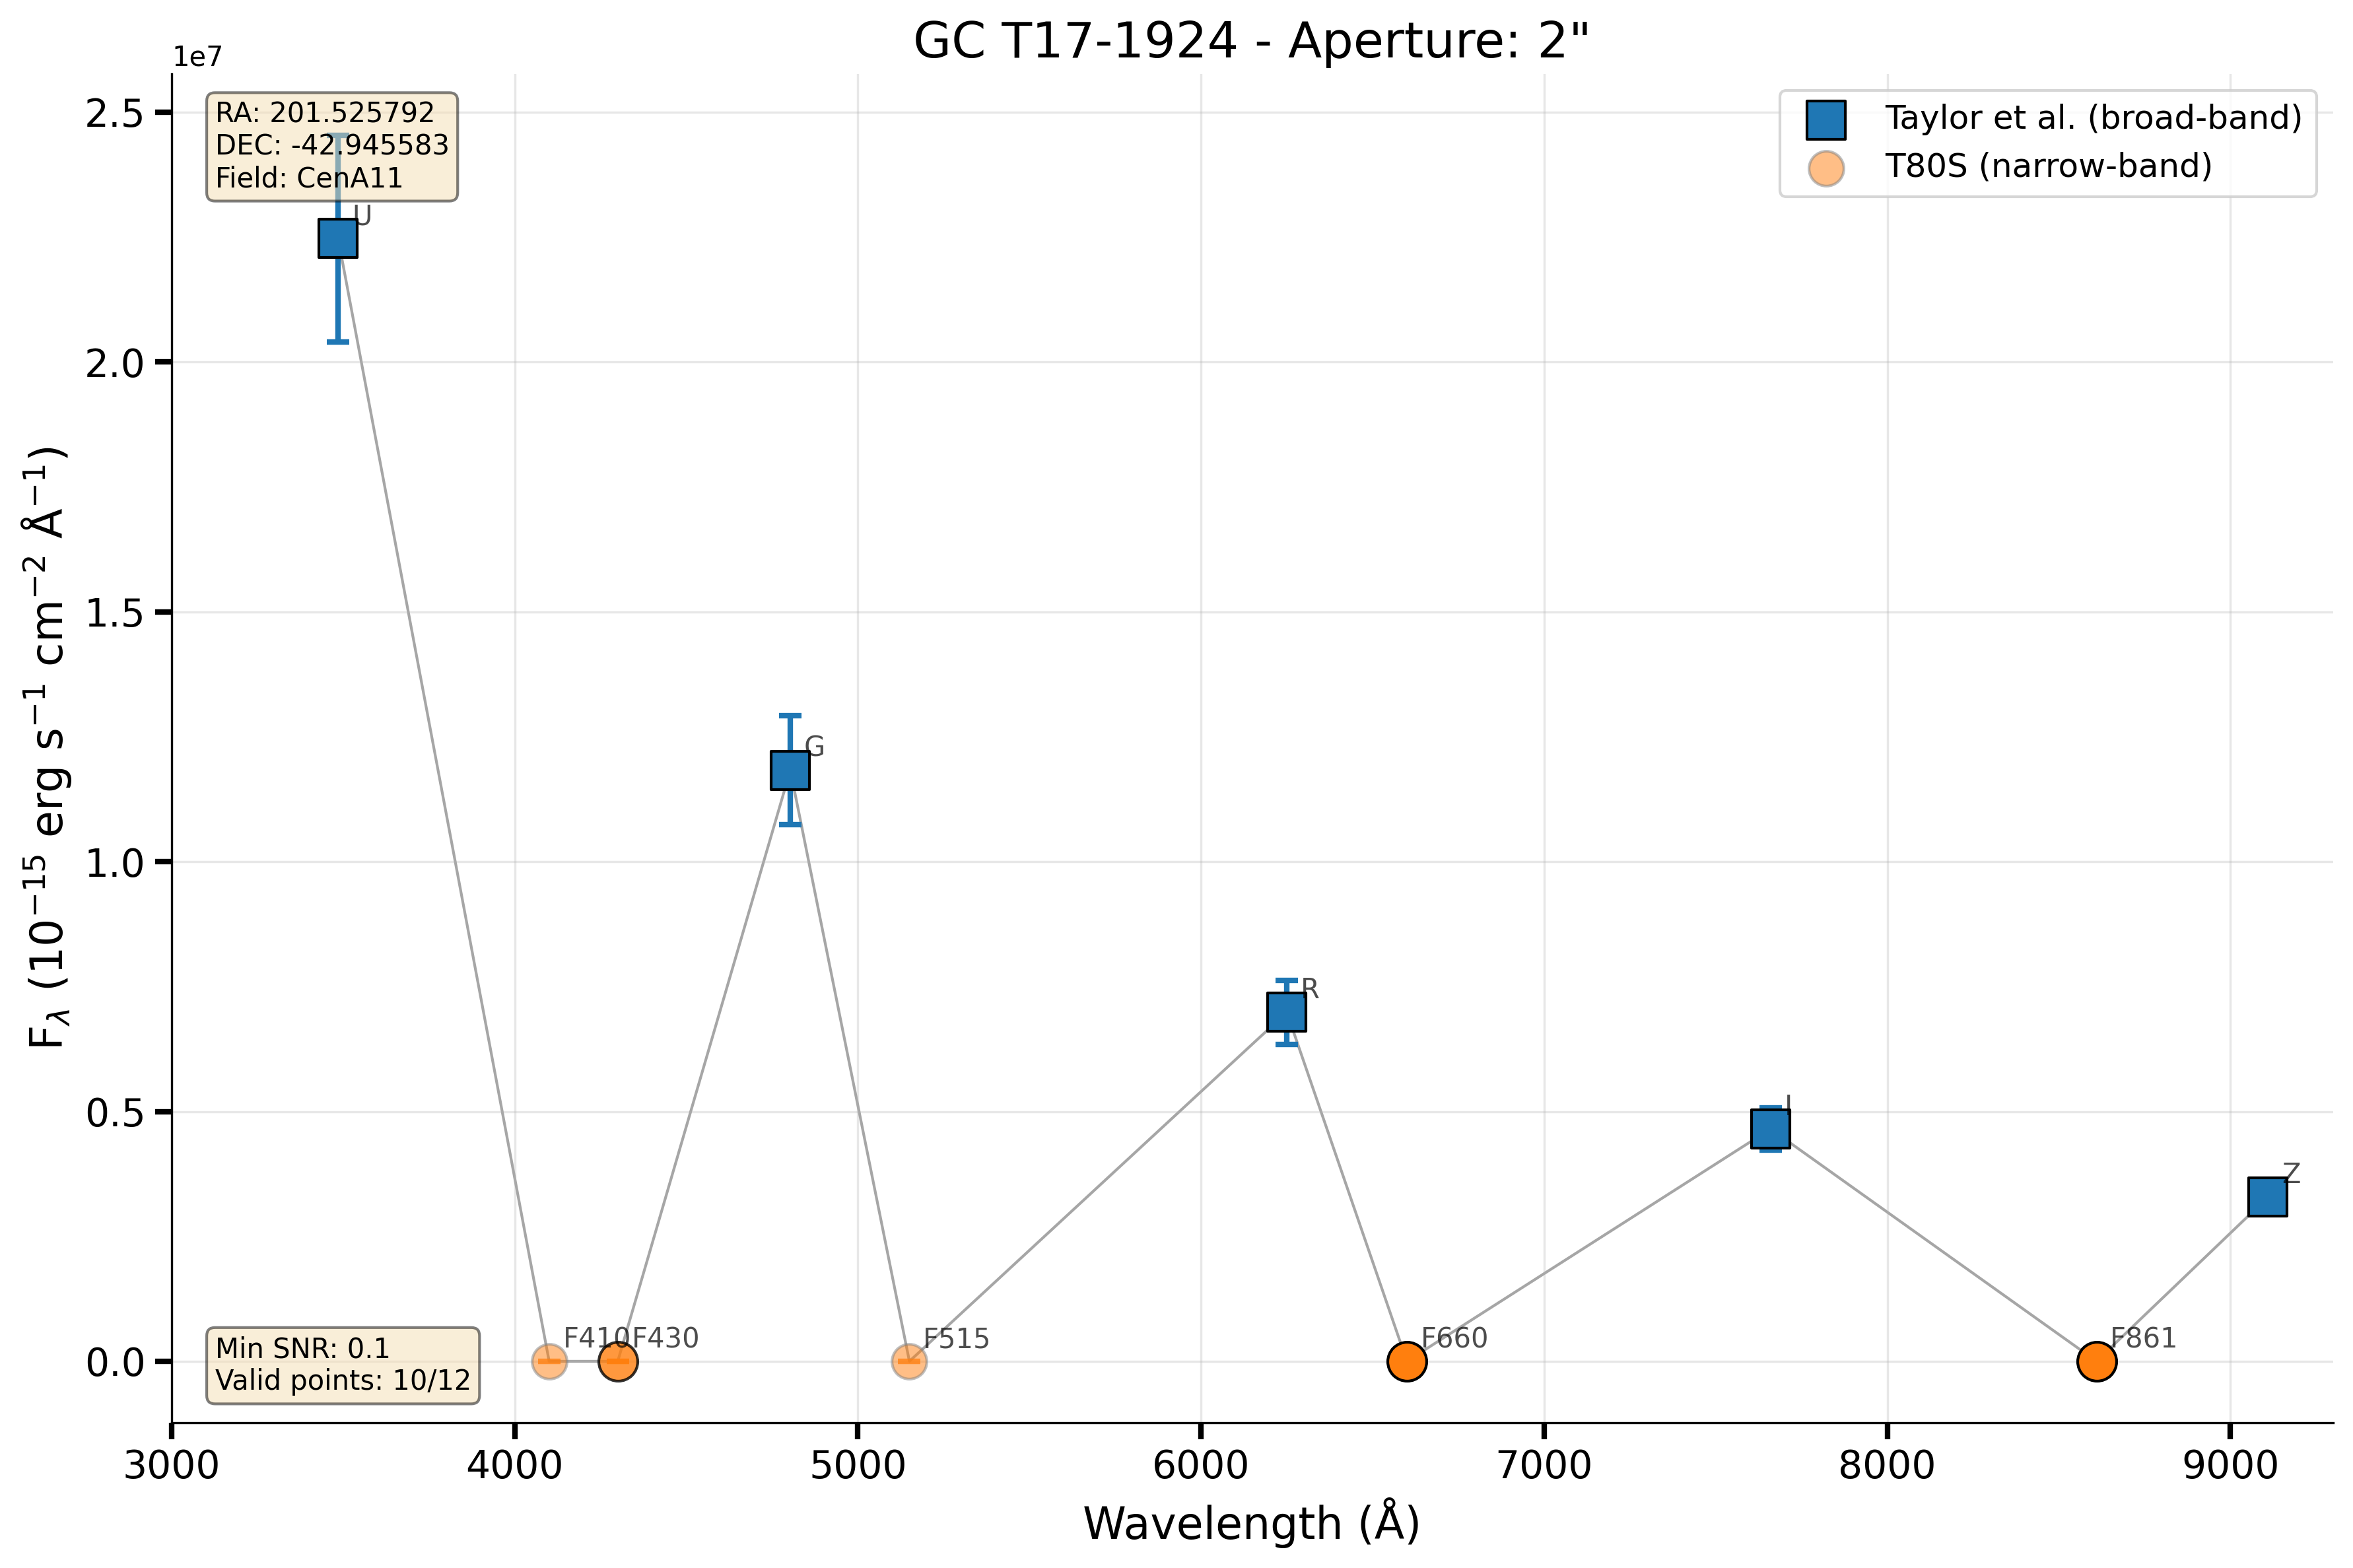 GC T17-1924 - Aperture: 2"
1e7
RA: 201.525792
DEC: -42.945583
Field: CenA11
Taylor et al. (broad-band)
T80S (narrow-band)
U
G
R
I
Z
F410
F430
F515
F660
F861
Min SNR: 0.1
Valid points: 10/12
2.5
2.0
1.5
1.0
0.5
0.0
F_λ (10⁻¹⁵ erg s⁻¹ cm⁻² Å⁻¹)
3000 4000 5000 6000 7000 8000 9000
Wavelength (Å)